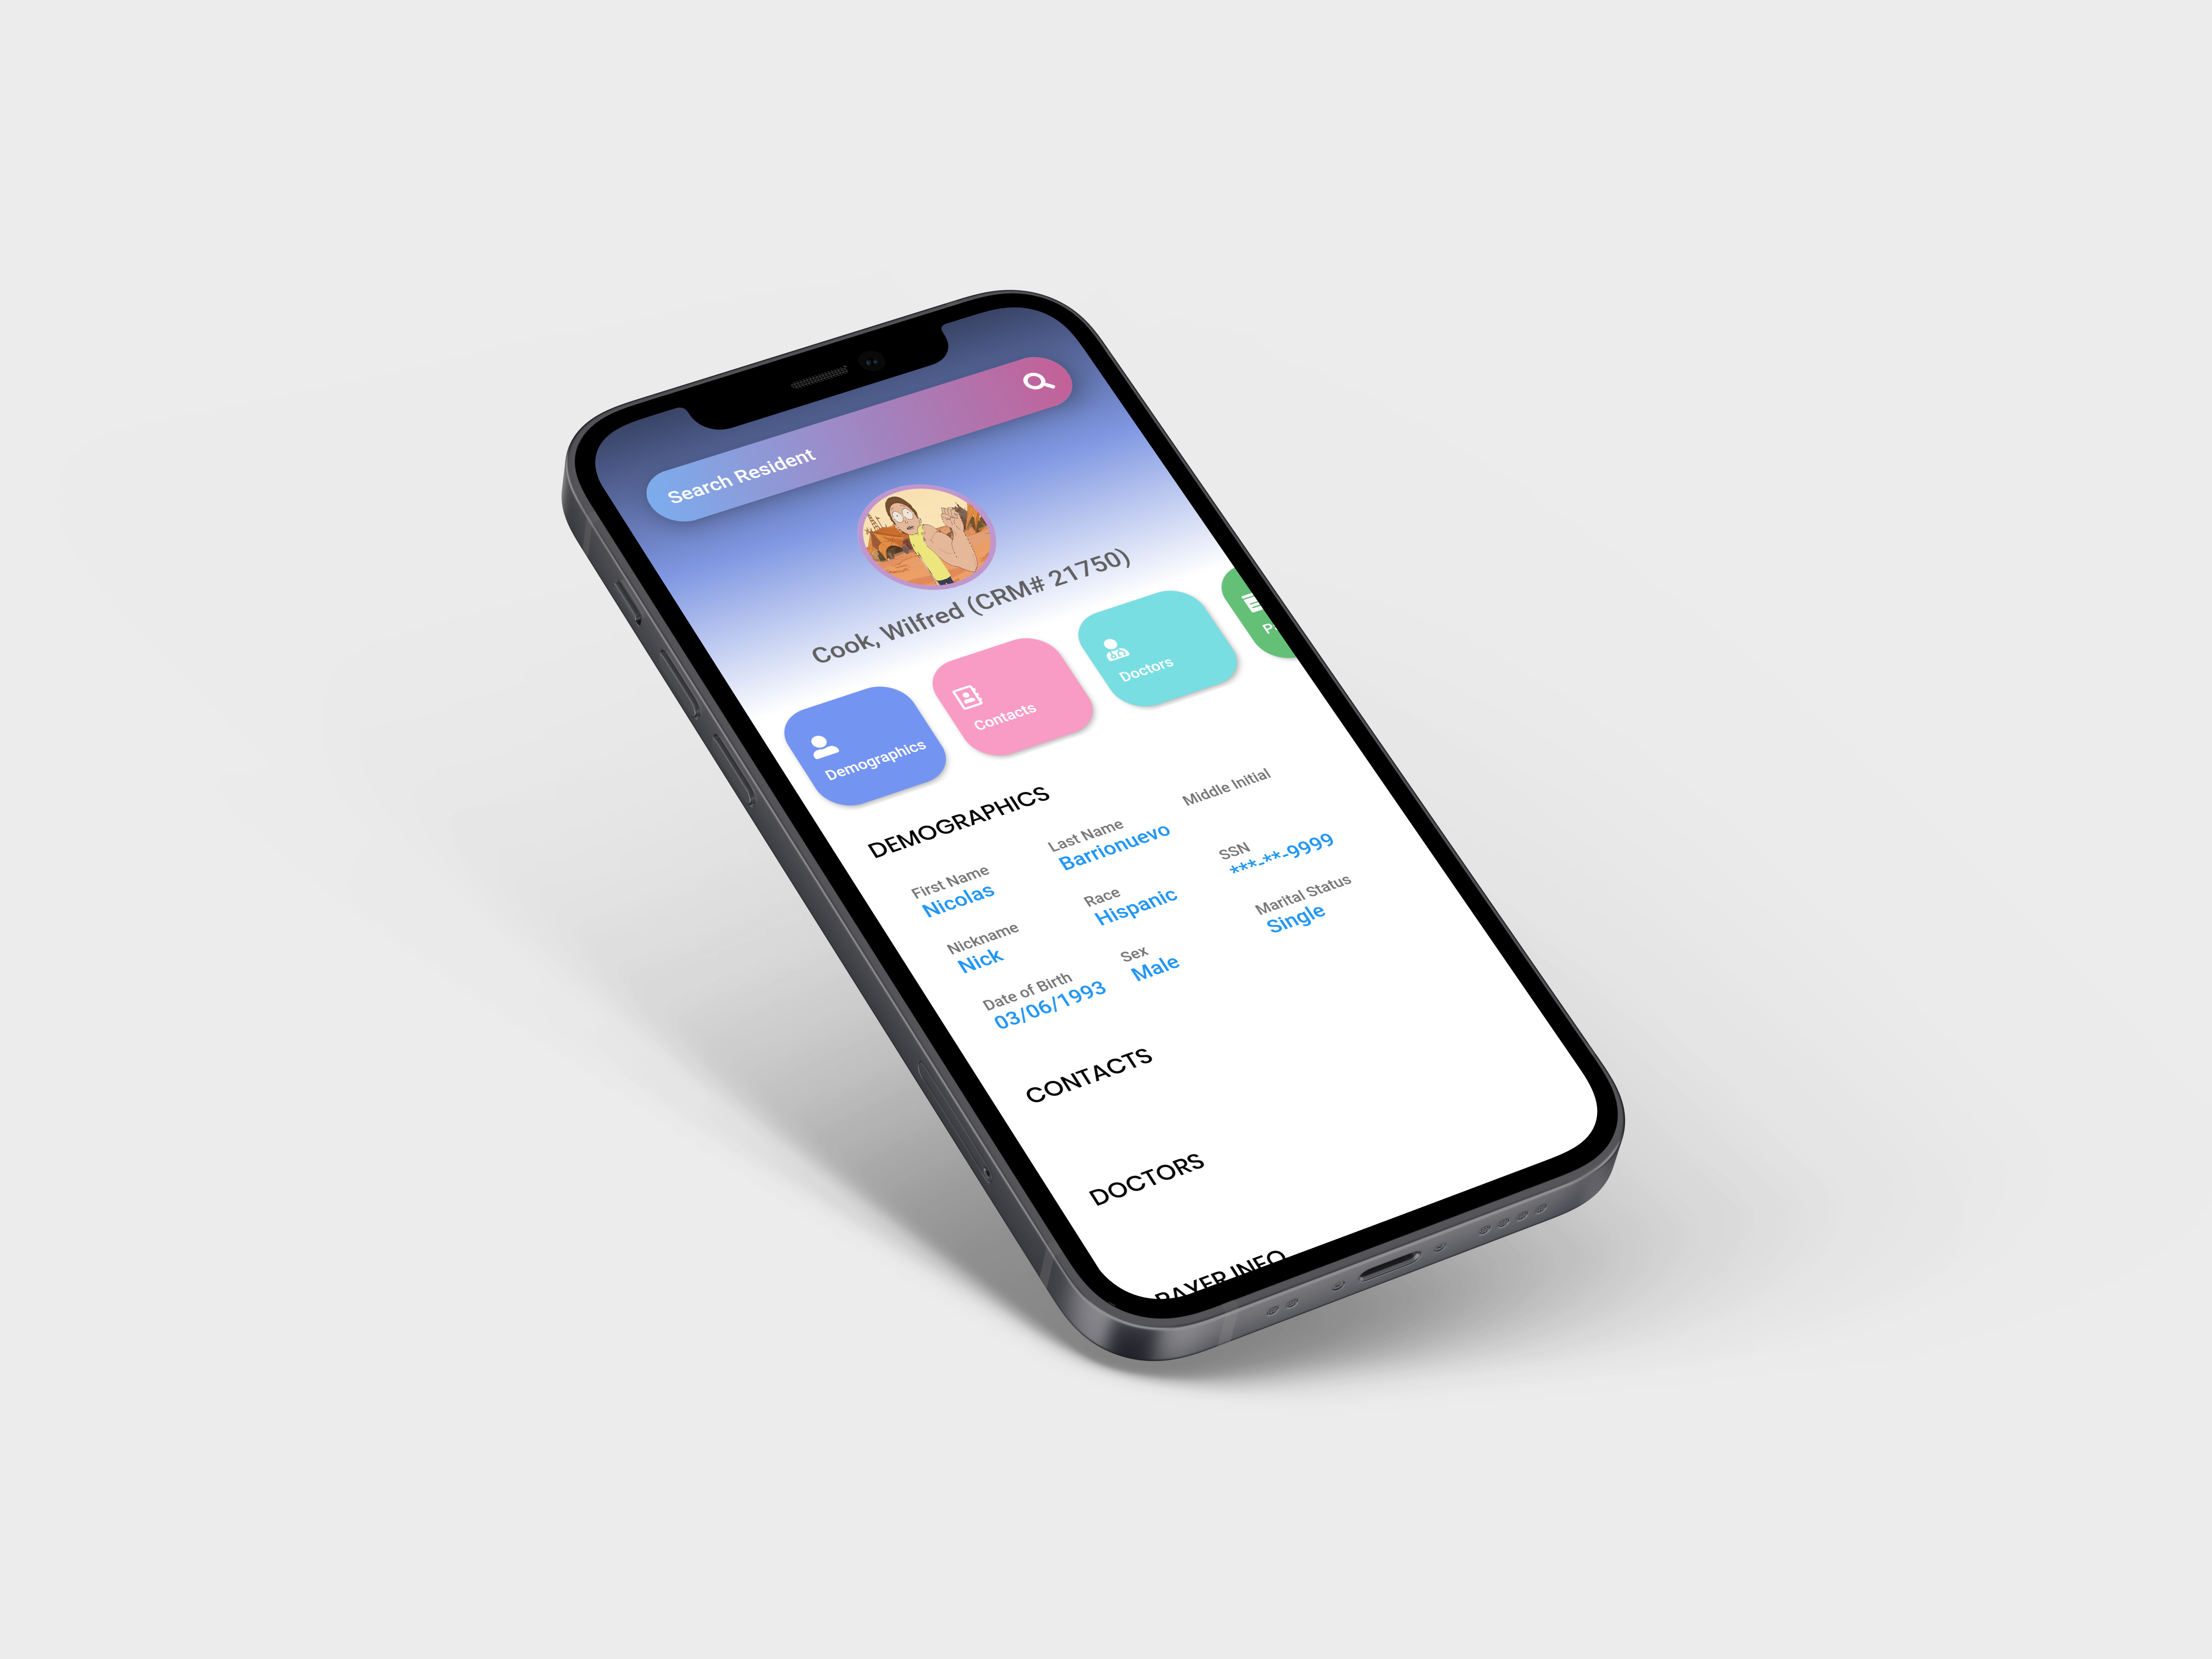 Search Resident
Cook, Wilfred (CRM# 21750)
Demographics
Contacts
Doctors
DEMOGRAPHICS
First Name
Nicolas
Last Name
Barrionuevo
Middle Initial
Nickname
Nick
Race
Hispanic
SSN
***-**-9999
Date of Birth
03/06/1993
Sex
Male
Marital Status
Single
CONTACTS
DOCTORS
PAYER INFO